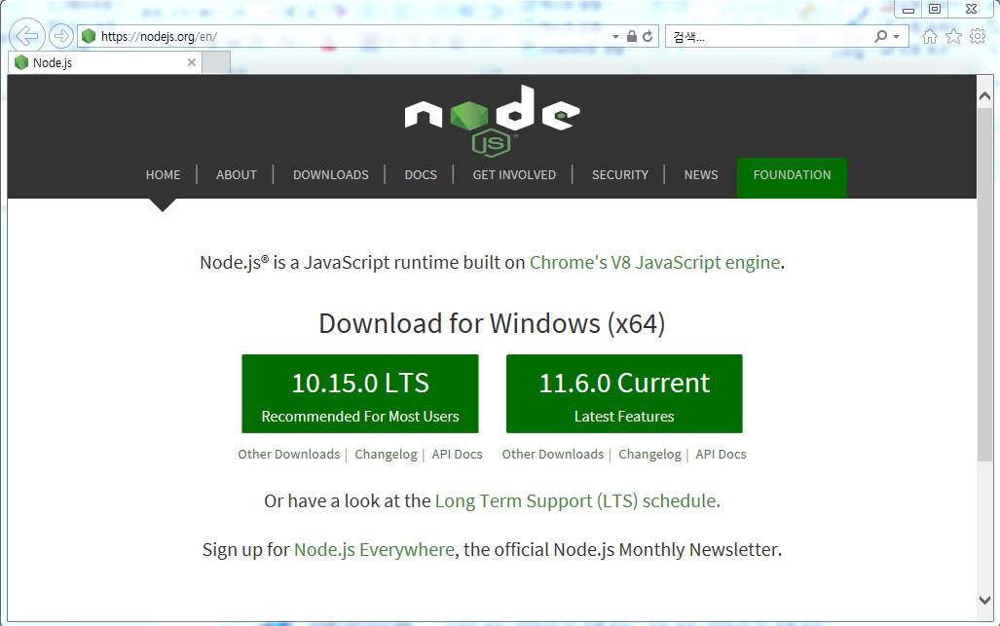 https://nodejs.org/en/
검색...
Node.js
node
JS
HOME | ABOUT | DOWNLOADS | DOCS | GET INVOLVED | SECURITY | NEWS FOUNDATION
Node.js® is a JavaScript runtime built on Chrome's V8 JavaScript engine.
Download for Windows (x64)
10.15.0 LTS
Recommended For Most Users
11.6.0 Current
Latest Features
Other Downloads | Changelog | API Docs
Other Downloads | Changelog | API Docs
Or have a look at the Long Term Support (LTS) schedule.
Sign up for Node.js Everywhere, the official Node.js Monthly Newsletter.